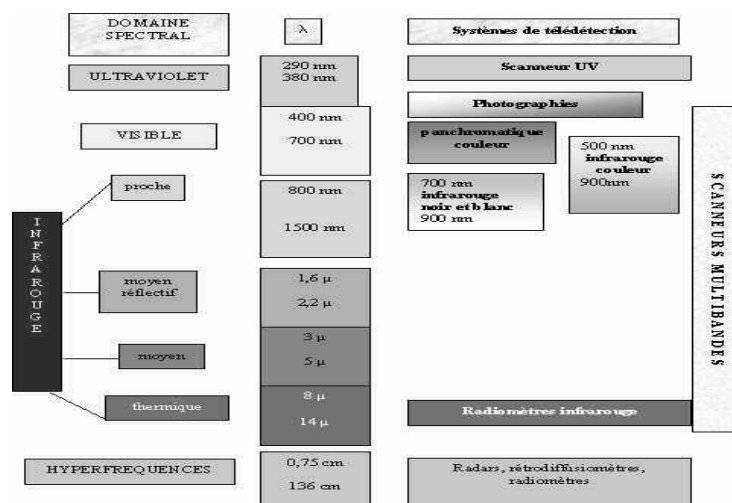 DOMAINE
SPECTRAL
λ
Systèmes de télédétection
ULTRAVIOLET
290 nm
380 nm
Scanneur UV
Photographies
VISIBLE
400 nm
700 nm
panchromatique
couleur
500 nm
infrarouge
couleur
900nm
proche
800 nm
1500 nm
700 nm
infrarouge
noir et blanc
900 nm
INFRAROUGE
moyen
réflectif
1,6 µ
2,2 µ
moyen
3 µ
5 µ
thermique
8 µ
14 µ
Radiomètres infrarouge
SCANNEURS MULTIBANDES
HYPERFREQUENCES
0,75 cm
136 cm
Radars, rétrodiffusiomètres,
radiomètres